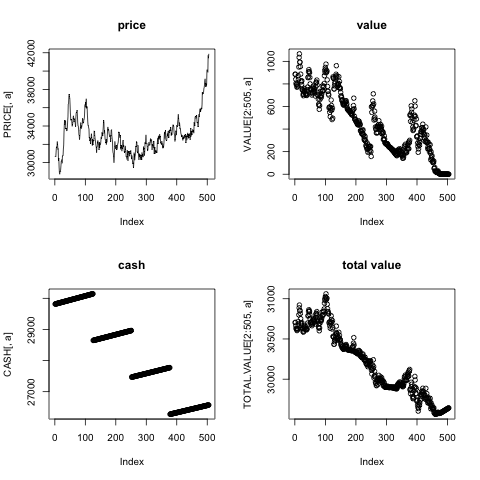 price
PRICE[, a]
30000 34000 38000 42000
0 100 200 300 400 500
Index
value
VALUE[2:505, a]
0 200 600 1000
0 100 200 300 400 500
Index
cash
CASH[, a]
27000 29000
0 100 200 300 400 500
Index
total value
TOTAL.VALUE[2:505, a]
30000 30500 31000
0 100 200 300 400 500
Index